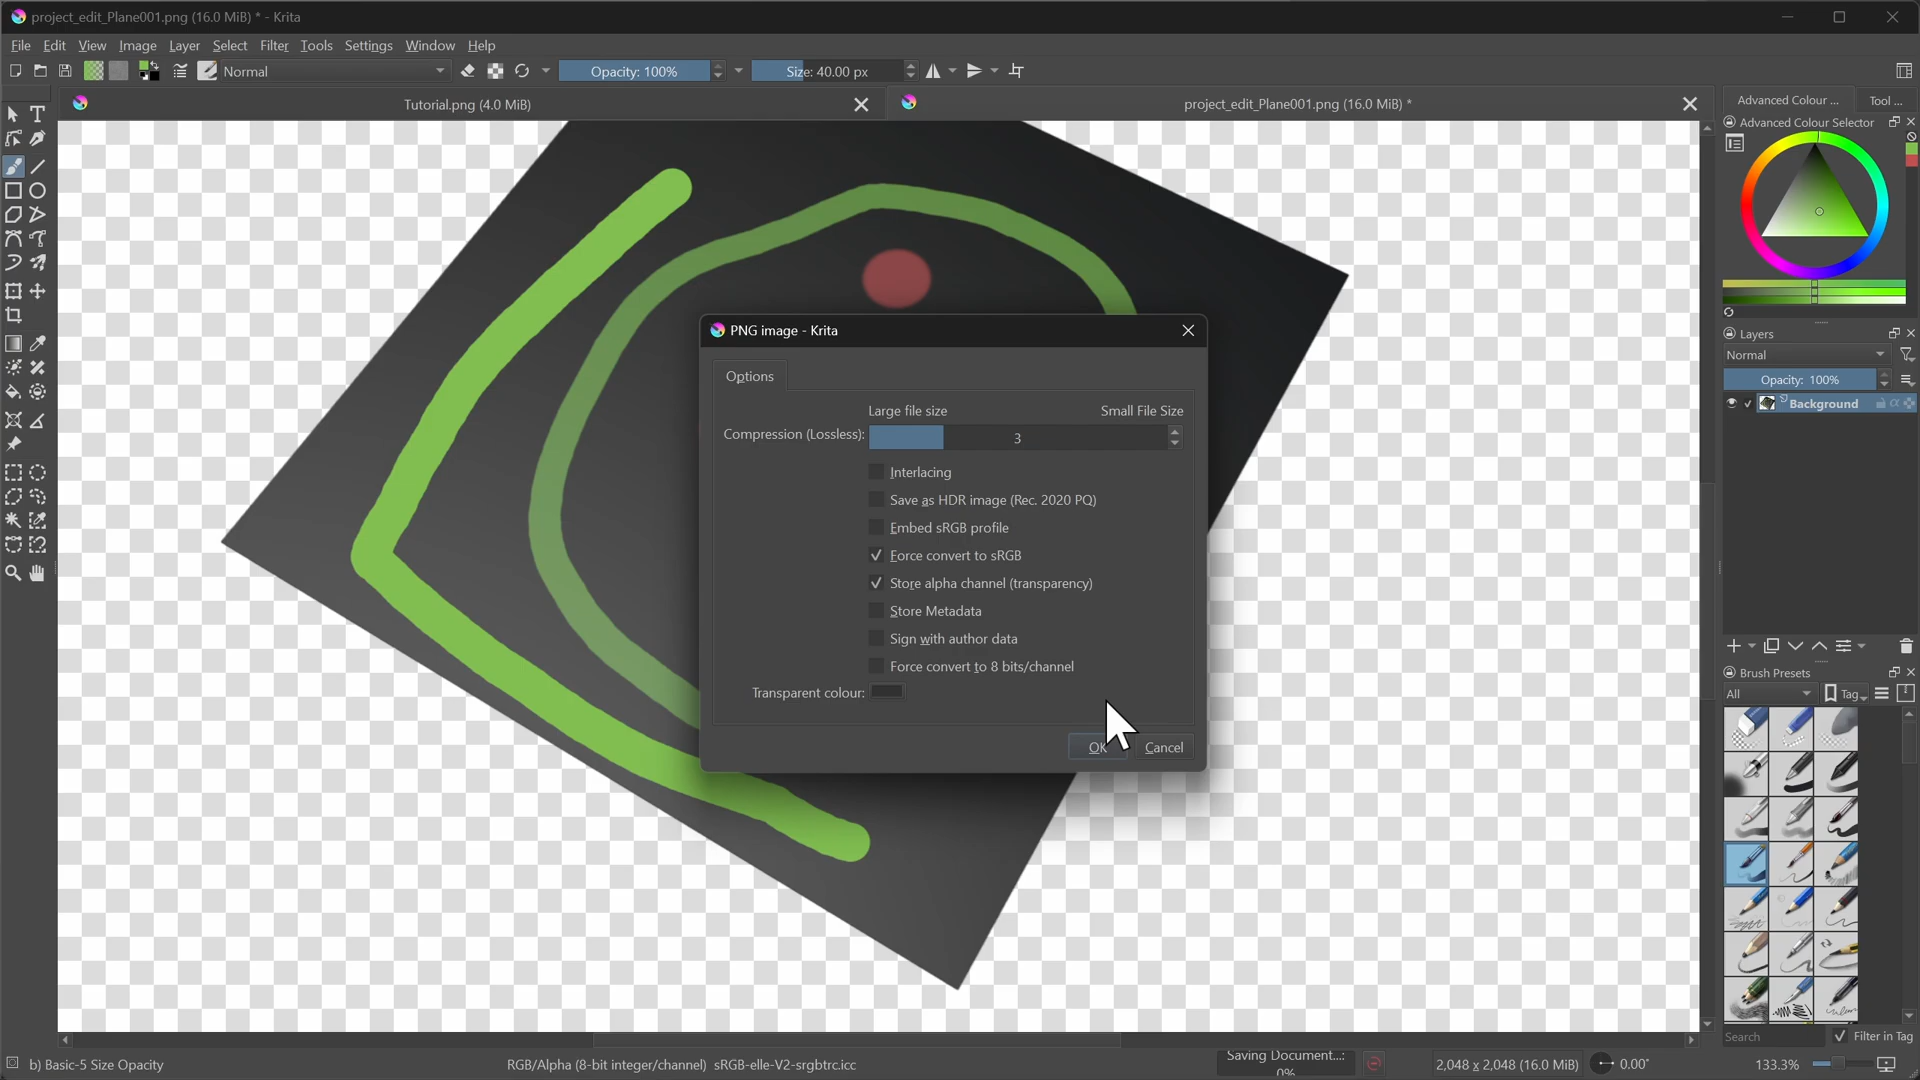 project_edit_Plane001.png (16.0 MiB) * - Krita
File Edit View Image Layer Select Filter Tools Settings Window Help
Normal
Opacity: 100%
Size: 40.00 px
Tutorial.png (4.0 MiB)
project_edit_Plane001.png (16.0 MiB) *
Advanced Colour ...
Tool ...
Advanced Colour Selector
PNG image - Krita
Options
Large file size
Small File Size
Compression (Lossless):
3
Interlacing
Save as HDR image (Rec. 2020 PQ)
Embed sRGB profile
Force convert to sRGB
Store alpha channel (transparency)
Store Metadata
Sign with author data
Force convert to 8 bits/channel
Transparent colour:
OK
Cancel
Layers
Normal
Opacity: 100%
Background
Brush Presets
All
Tag
Search
Filter in Tag
b) Basic-5 Size Opacity
RGB/Alpha (8-bit integer/channel) sRGB-elle-V2-srgbtrc.icc
Saving Document...:
0%
2,048 x 2,048 (16.0 MiB)
0.00°
133.3%